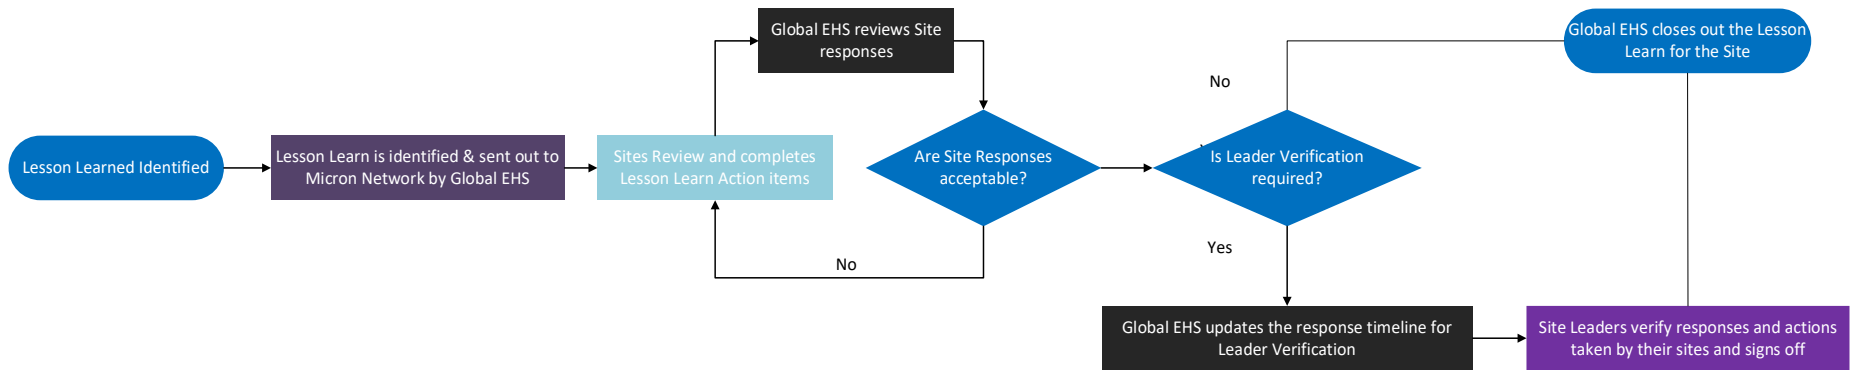 Global EHS reviews Site
responses
Global EHS closes out the Lesson
Learn for the Site
No
Lesson Learned Identified
Lesson Learn is identified & sent out to
Micron Network by Global EHS
Sites Review and completes
Lesson Learn Action items
Are Site Responses
acceptable?
Is Leader Verification
required?
Yes
No
Global EHS updates the response timeline for
Leader Verification
Site Leaders verify responses and actions
taken by their sites and signs off